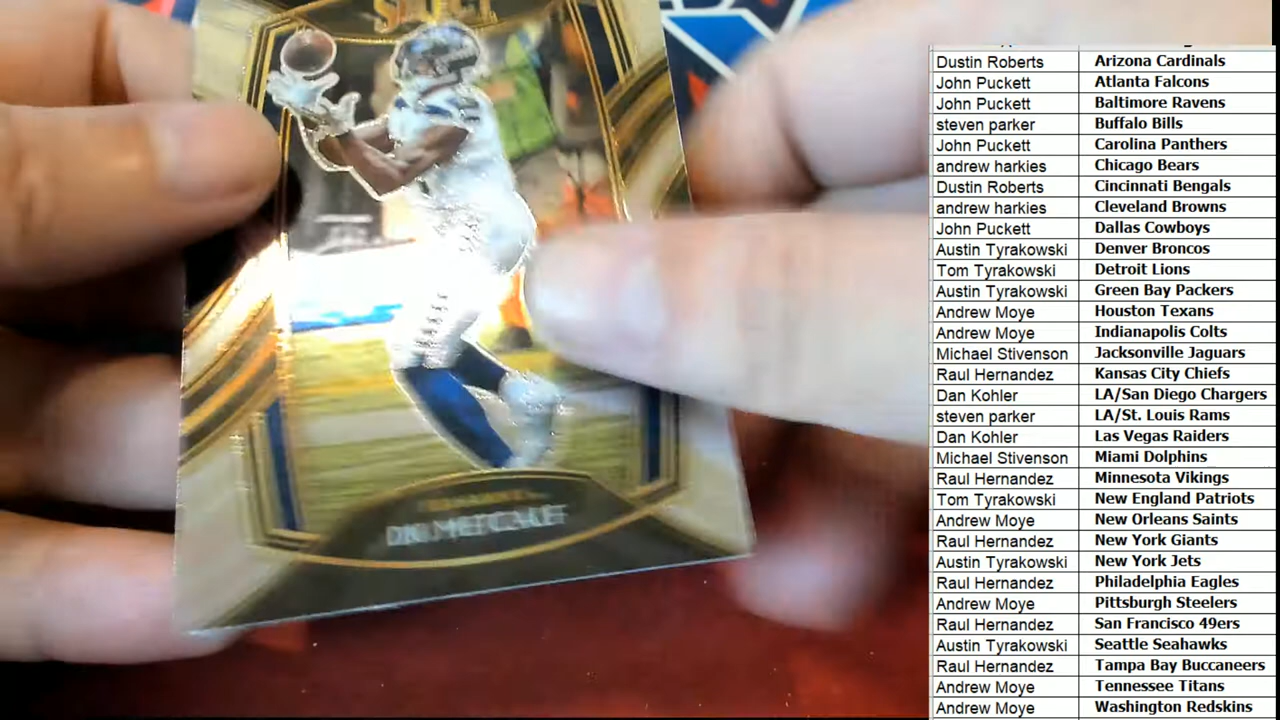 SELECT
DK METCALF
Dustin Roberts Arizona Cardinals
John Puckett Atlanta Falcons
John Puckett Baltimore Ravens
steven parker Buffalo Bills
John Puckett Carolina Panthers
andrew harkies Chicago Bears
Dustin Roberts Cincinnati Bengals
andrew harkies Cleveland Browns
John Puckett Dallas Cowboys
Austin Tyrakowski Denver Broncos
Tom Tyrakowski Detroit Lions
Austin Tyrakowski Green Bay Packers
Andrew Moye Houston Texans
Andrew Moye Indianapolis Colts
Michael Stivenson Jacksonville Jaguars
Raul Hernandez Kansas City Chiefs
Dan Kohler LA/San Diego Chargers
steven parker LA/St. Louis Rams
Dan Kohler Las Vegas Raiders
Michael Stivenson Miami Dolphins
Raul Hernandez Minnesota Vikings
Tom Tyrakowski New England Patriots
Andrew Moye New Orleans Saints
Raul Hernandez New York Giants
Austin Tyrakowski New York Jets
Raul Hernandez Philadelphia Eagles
Andrew Moye Pittsburgh Steelers
Raul Hernandez San Francisco 49ers
Austin Tyrakowski Seattle Seahawks
Raul Hernandez Tampa Bay Buccaneers
Andrew Moye Tennessee Titans
Andrew Moye Washington Redskins